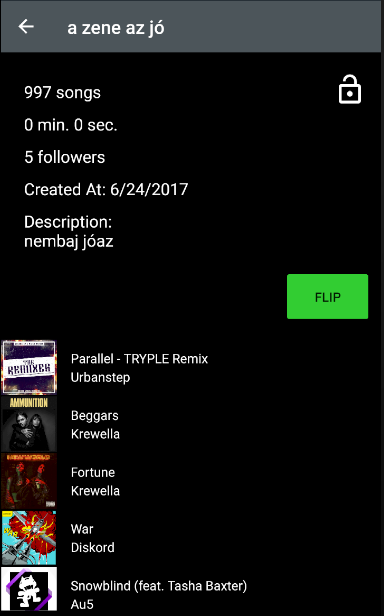 a zene az jó
997 songs
0 min. 0 sec.
5 followers
Created At: 6/24/2017
Description:
nembaj jóaz
FLIP
THE
REMIXER
Parallel - TRYPLE Remix
Urbanstep
AMMUNITION
Beggars
Krewella
Fortune
Krewella
War
Diskord
Snowblind (feat. Tasha Baxter)
Au5